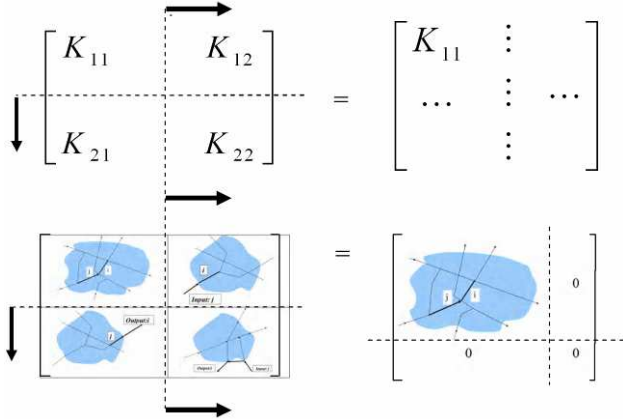 K11 K12 = K11 ⋮
⋯ ⋮ ⋯
K21 K22 ⋮
=
j i j j i 0
Input: j
Output:i
j
Output:i Input: j
0 0